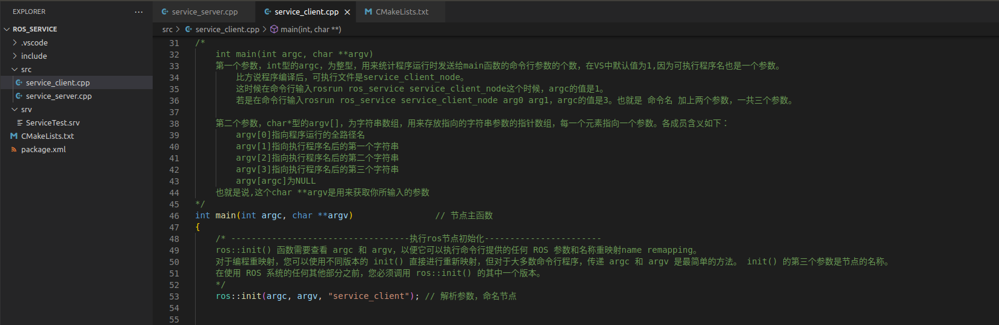 EXPLORER
···
ROS_SERVICE
.vscode
include
src
service_client.cpp
service_server.cpp
srv
ServiceTest.srv
CMakeLists.txt
package.xml
service_server.cpp service_client.cpp × CMakeLists.txt
src > service_client.cpp > main(int, char **)
31 /*
32 int main(int argc, char **argv)
33 第一个参数，int型的argc，为整型，用来统计程序运行时发送给main函数的命令行参数的个数，在VS中默认值为1,因为可执行程序名也是一个参数。
34 比方说程序编译后，可执行文件是service_client_node。
35 这时候在命令行输入rosrun ros_service service_client_node这个时候，argc的值是1。
36 若是在命令行输入rosrun ros_service service_client_node arg0 arg1，argc的值是3。也就是 命令名 加上两个参数，一共三个参数。
37
38 第二个参数，char*型的argv[]，为字符串数组，用来存放指向的字符串参数的指针数组，每一个元素指向一个参数。各成员含义如下：
39 argv[0]指向程序运行的全路径名
40 argv[1]指向执行程序名后的第一个字符串
41 argv[2]指向执行程序名后的第二个字符串
42 argv[3]指向执行程序名后的第三个字符串
43 argv[argc]为NULL
44 也就是说,这个char **argv是用来获取你所输入的参数
45 */
46 int main(int argc, char **argv) // 节点主函数
47 {
48 /* -----------------------------------执行ros节点初始化-----------------------
49 ros::init() 函数需要查看 argc 和 argv，以便它可以执行命令行提供的任何 ROS 参数和名称重映射name remapping。
50 对于编程重映射，您可以使用不同版本的 init() 直接进行重新映射，但对于大多数命令行程序，传递 argc 和 argv 是最简单的方法。 init() 的第三个参数是节点的名称。
51 在使用 ROS 系统的任何其他部分之前，您必须调用 ros::init() 的其中一个版本。
52 */
53 ros::init(argc, argv, "service_client"); // 解析参数，命名节点
54
55